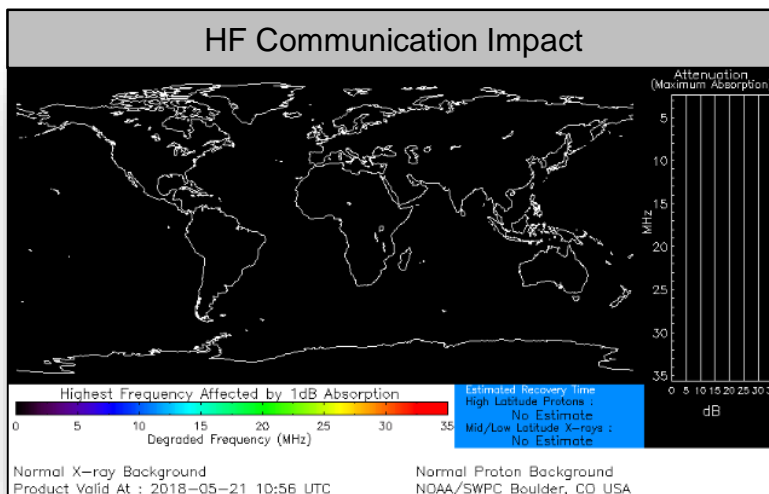 HF Communication Impact
Attenuation
(Maximum Absorption)
5
10
15
20
25
30
35
MHz
0 5 10 15 20 25 30 3
dB
Highest Frequency Affected by 1dB Absorption
0 5 10 15 20 25 30 35
Degraded Frequency (MHz)
Estimated Recovery Time
High Latitude Protons :
No Estimate
Mid/Low Latitude X-rays :
No Estimate
Normal X-ray Background
Product Valid At : 2018-05-21 10:56 UTC
Normal Proton Background
NOAA/SWPC Boulder, CO USA